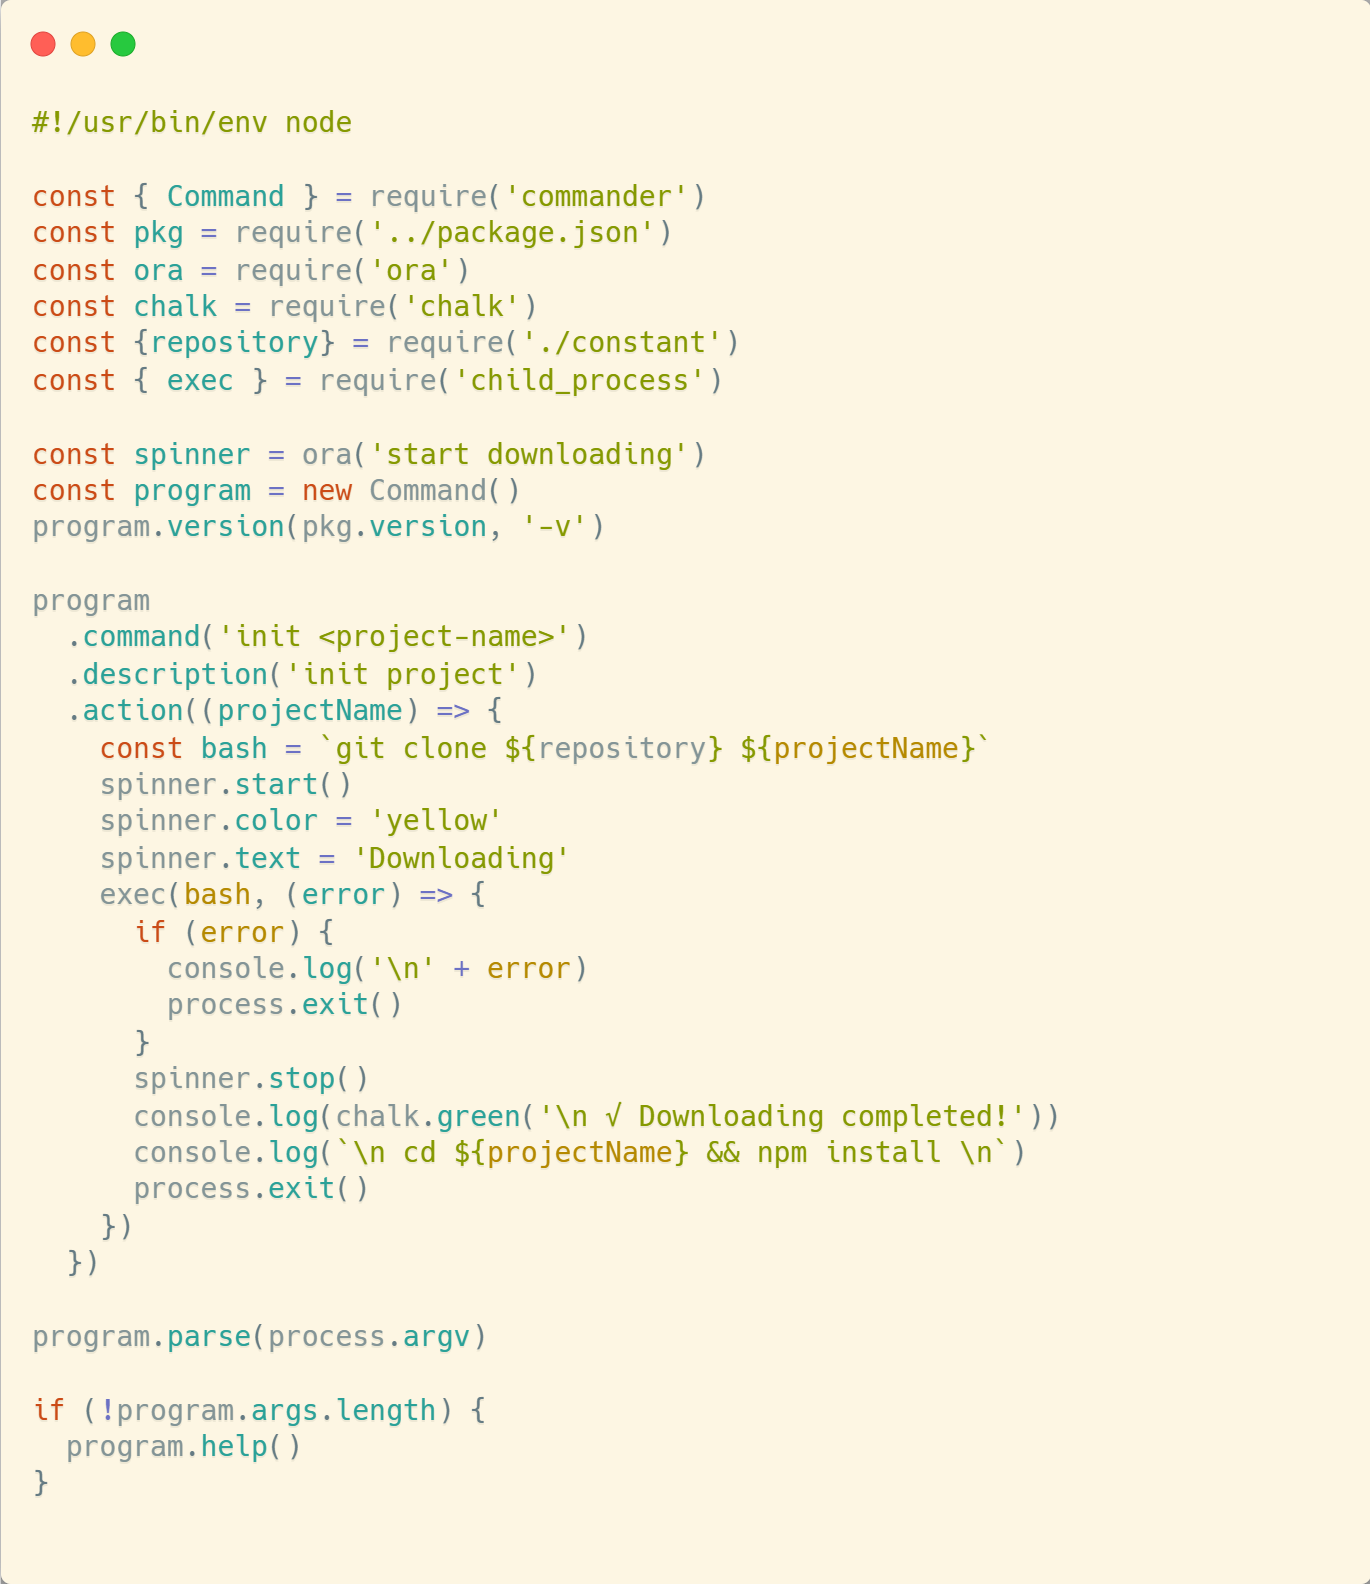 #!/usr/bin/env node

const { Command } = require('commander')
const pkg = require('../package.json')
const ora = require('ora')
const chalk = require('chalk')
const {repository} = require('./constant')
const { exec } = require('child_process')

const spinner = ora('start downloading')
const program = new Command()
program.version(pkg.version, '-v')

program
  .command('init <project-name>')
  .description('init project')
  .action((projectName) => {
    const bash = `git clone ${repository} ${projectName}`
    spinner.start()
    spinner.color = 'yellow'
    spinner.text = 'Downloading'
    exec(bash, (error) => {
      if (error) {
        console.log('\n' + error)
        process.exit()
      }
      spinner.stop()
      console.log(chalk.green('\n √ Downloading completed!'))
      console.log(`\n cd ${projectName} && npm install \n`)
      process.exit()
    })
  })

program.parse(process.argv)

if (!program.args.length) {
  program.help()
}